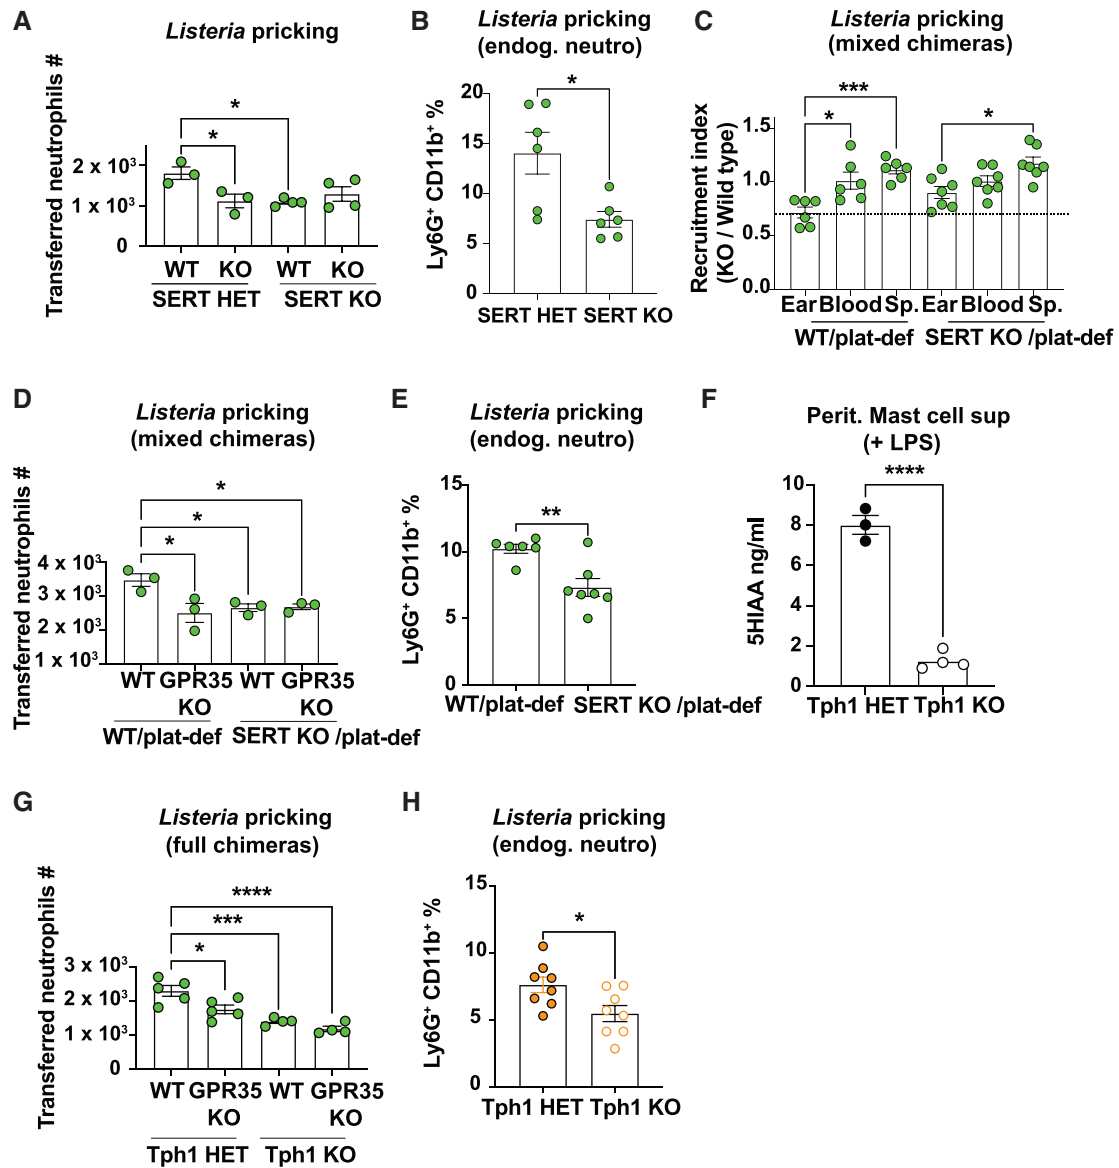 A
Listeria pricking
Transferred neutrophils #
*
*
2 x 10³
1 x 10³
0
WT KO WT KO
SERT HET SERT KO
B
Listeria pricking
(endog. neutro)
Ly6G⁺ CD11b⁺ %
*
20
15
10
5
0
SERT HET SERT KO
C
Listeria pricking
(mixed chimeras)
Recruitment index
(KO / Wild type)
***
*
*
1.5
1.0
0.5
0.0
Ear Blood Sp. Ear Blood Sp.
WT/plat-def SERT KO /plat-def
D
Listeria pricking
(mixed chimeras)
Transferred neutrophils #
*
*
*
4 x 10³
3 x 10³
2 x 10³
1 x 10³
WT GPR35 WT GPR35
KO KO
WT/plat-def SERT KO /plat-def
E
Listeria pricking
(endog. neutro)
Ly6G⁺ CD11b⁺ %
**
15
10
5
0
WT/plat-def SERT KO /plat-def
F
Perit. Mast cell sup
(+ LPS)
5HIAA ng/ml
****
10
8
6
4
2
0
Tph1 HET Tph1 KO
G
Listeria pricking
(full chimeras)
Transferred neutrophils #
****
***
*
3 x 10³
2 x 10³
1 x 10³
0
WT GPR35 WT GPR35
KO KO
Tph1 HET Tph1 KO
H
Listeria pricking
(endog. neutro)
Ly6G⁺ CD11b⁺ %
*
15
10
5
0
Tph1 HET Tph1 KO